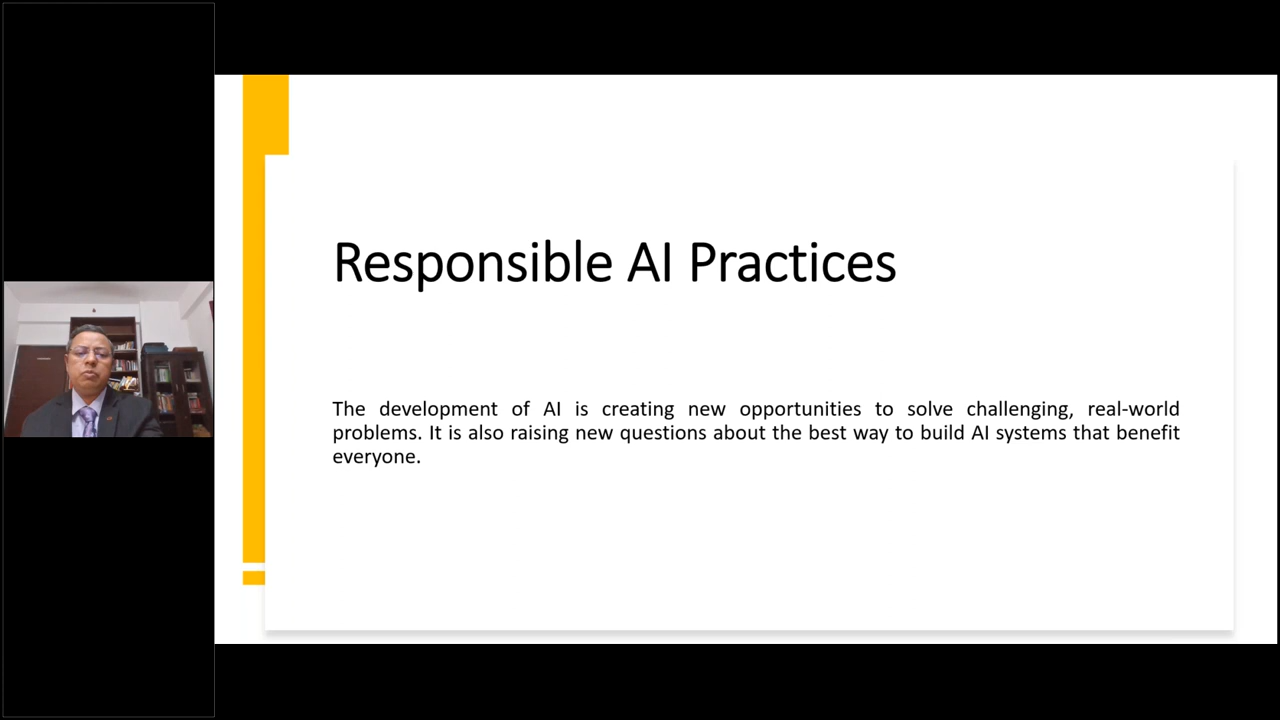 Responsible AI Practices
The development of AI is creating new opportunities to solve challenging, real-world
problems. It is also raising new questions about the best way to build AI systems that benefit
everyone.